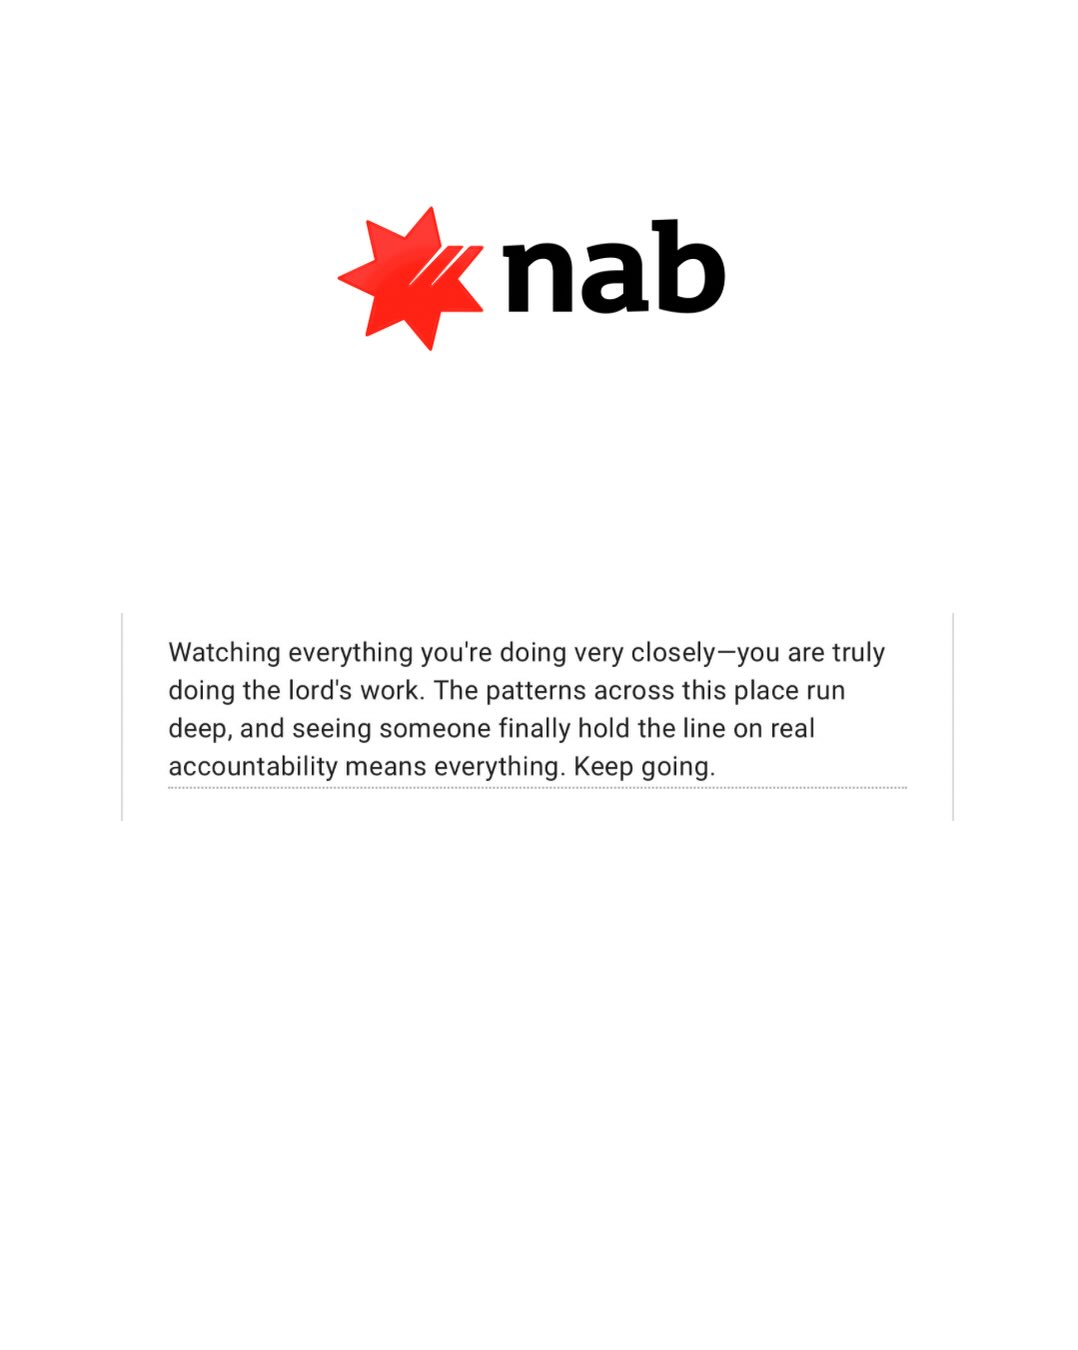 nab
Watching everything you're doing very closely—you are truly
doing the lord's work. The patterns across this place run
deep, and seeing someone finally hold the line on real
accountability means everything. Keep going.